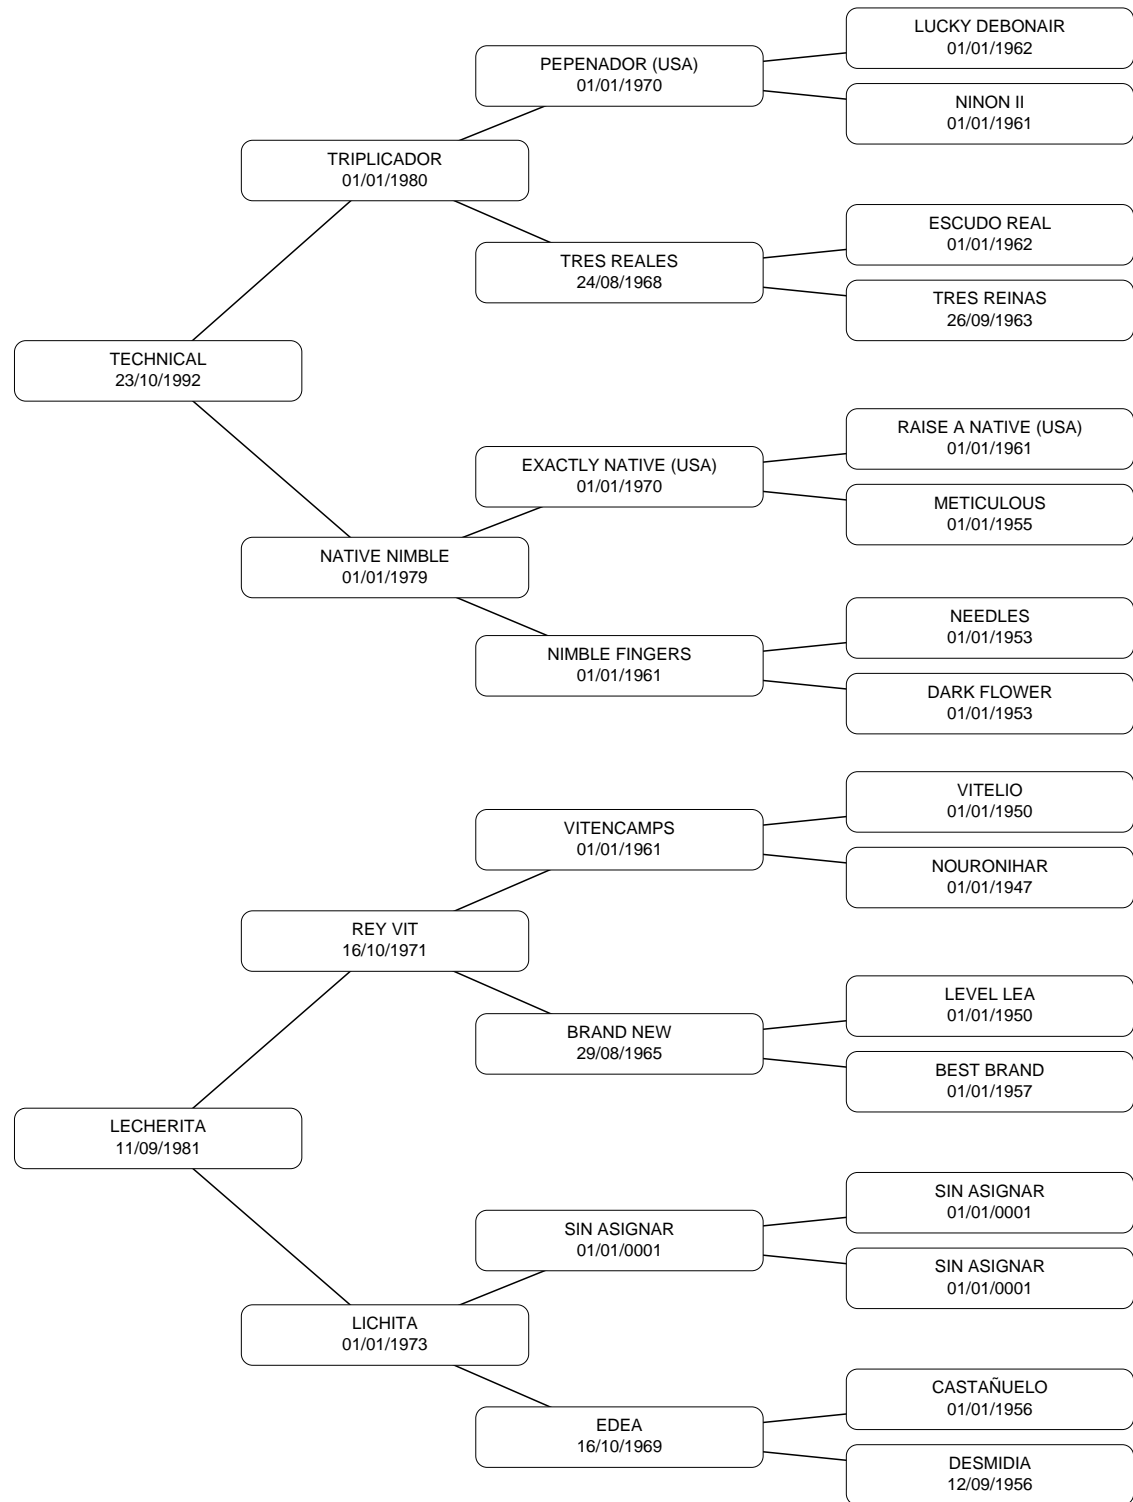 LUCKY DEBONAIR
01/01/1962
PEPENADOR (USA)
01/01/1970
NINON II
01/01/1961
TRIPLICADOR
01/01/1980
ESCUDO REAL
01/01/1962
TRES REALES
24/08/1968
TRES REINAS
26/09/1963
TECHNICAL
23/10/1992
RAISE A NATIVE (USA)
01/01/1961
EXACTLY NATIVE (USA)
01/01/1970
METICULOUS
01/01/1955
NATIVE NIMBLE
01/01/1979
NEEDLES
01/01/1953
NIMBLE FINGERS
01/01/1961
DARK FLOWER
01/01/1953
VITELIO
01/01/1950
VITENCAMPS
01/01/1961
NOURONIHAR
01/01/1947
REY VIT
16/10/1971
LEVEL LEA
01/01/1950
BRAND NEW
29/08/1965
BEST BRAND
01/01/1957
LECHERITA
11/09/1981
SIN ASIGNAR
01/01/0001
SIN ASIGNAR
01/01/0001
SIN ASIGNAR
01/01/0001
LICHITA
01/01/1973
CASTAÑUELO
01/01/1956
EDEA
16/10/1969
DESMIDIA
12/09/1956